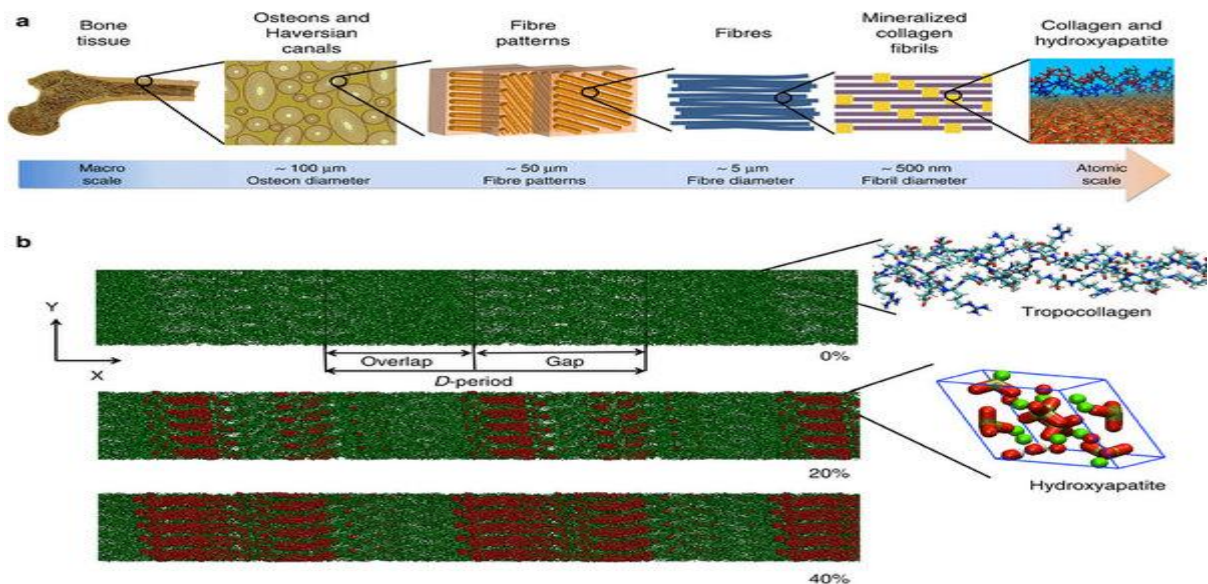 a
Bone
tissue
Osteons and
Haversian
canals
Fibre
patterns
Fibres
Mineralized
collagen
fibrils
Collagen and
hydroxyapatite
Macro
scale
~ 100 μm
Osteon diameter
~ 50 μm
Fibre patterns
~ 5 μm
Fibre diameter
~ 500 nm
Fibril diameter
Atomic
scale
b
Y
X
Overlap
Gap
D-period
0%
Tropocollagen
20%
Hydroxyapatite
40%